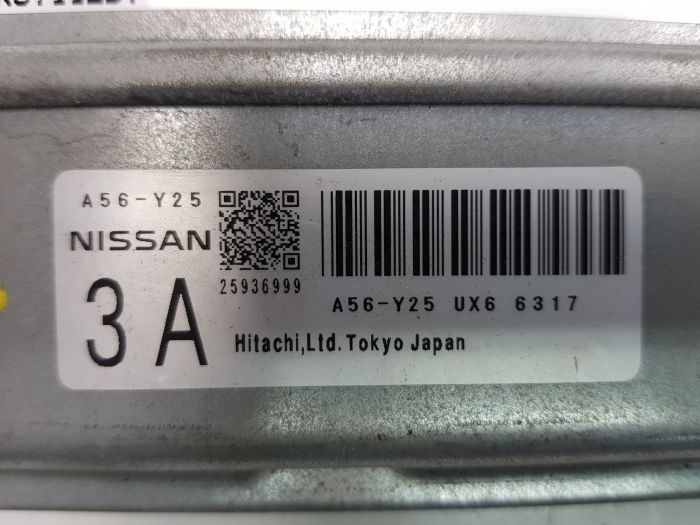 A56-Y25
NISSAN
3A
25936999
A56-Y25 UX6 6317
Hitachi,Ltd. Tokyo Japan